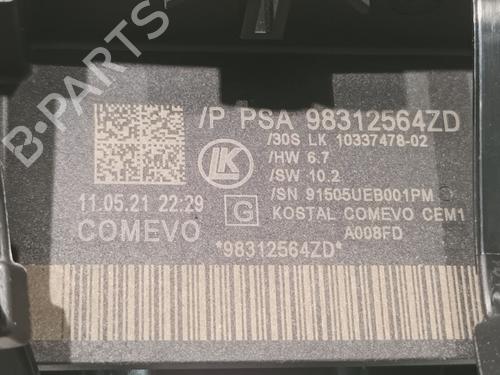 /P PSA 98312564ZD
/30S LK 10337478-02
/HW 6.7
/SW 10.2
/SN 91505UEB001PM
LK
11.05.21 22:29
G
KOSTAL COMEVO CEM1
COMEVO
A008FD
*98312564ZD*
B-PARTS